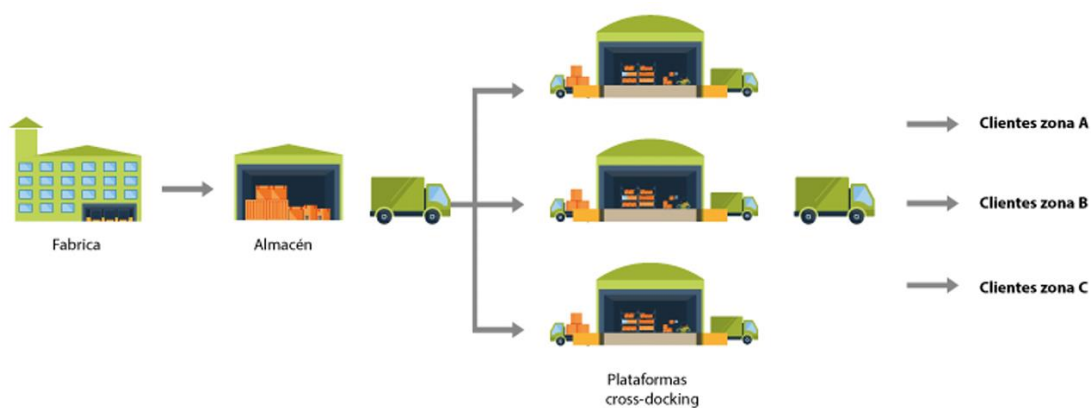 Fabrica
Almacén
Plataformas
cross-docking
Clientes zona A
Clientes zona B
Clientes zona C